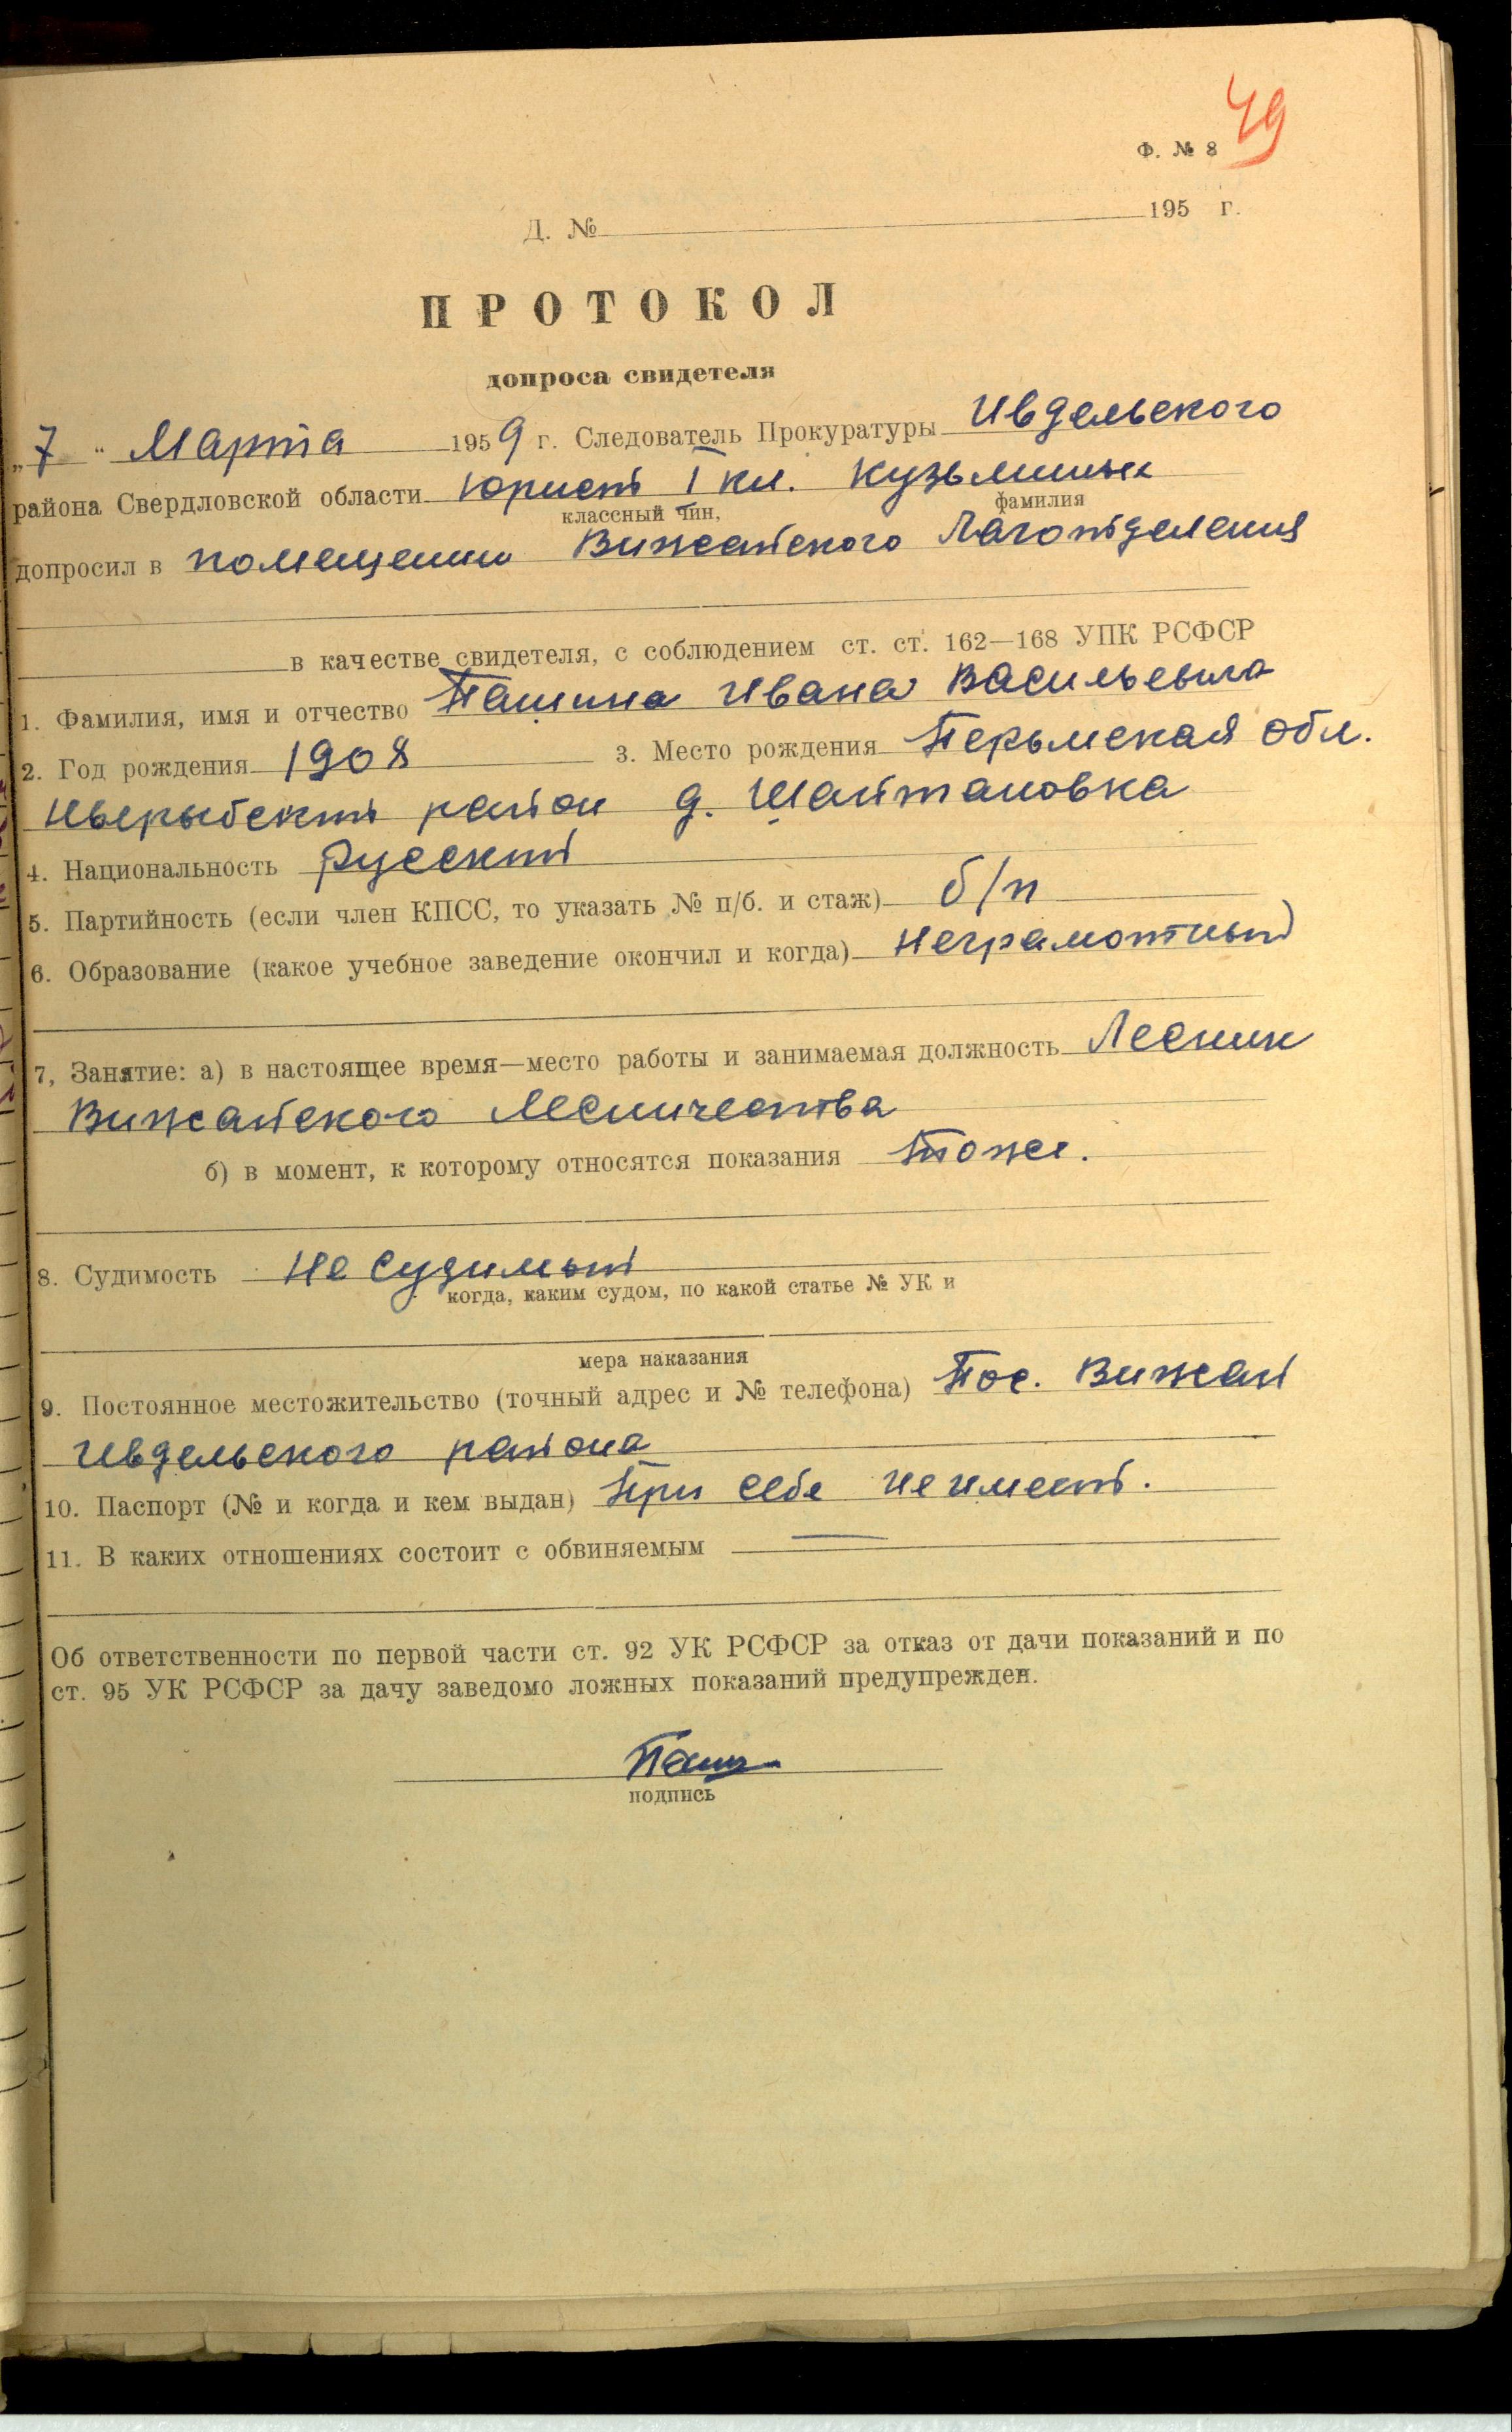 49
Ф. № 8
Д. № 195 г.
ПРОТОКОЛ
допроса свидетеля
„7" Марта 1959 г. Следователь Прокуратуры Ивдельского
района Свердловской области Юрист I кл. Кузьминых
классный чин, фамилия
допросил в помещении Вижайского Лаготделения
в качестве свидетеля, с соблюдением ст. ст. 162—168 УПК РСФСР
1. Фамилия, имя и отчество Пашина Ивана Васильевича
2. Год рождения 1908 3. Место рождения Перьмская обл.
Ныробский район д. Шайтановка
4. Национальность Русский
5. Партийность (если член КПСС, то указать № п/б. и стаж) б/п
6. Образование (какое учебное заведение окончил и когда) Неграмотный
7, Занятие: а) в настоящее время—место работы и занимаемая должность Лесник
Вижайского Лесничества
б) в момент, к которому относятся показания тоже.
8. Судимость Не судимый
когда, каким судом, по какой статье № УК и
мера наказания
9. Постоянное местожительство (точный адрес и № телефона) Пос. Вижай
Ивдельского района
10. Паспорт (№ и когда и кем выдан) При себе не имеет.
11. В каких отношениях состоит с обвиняемым —
Об ответственности по первой части ст. 92 УК РСФСР за отказ от дачи показаний и по
ст. 95 УК РСФСР за дачу заведомо ложных показаний предупрежден.
подпись